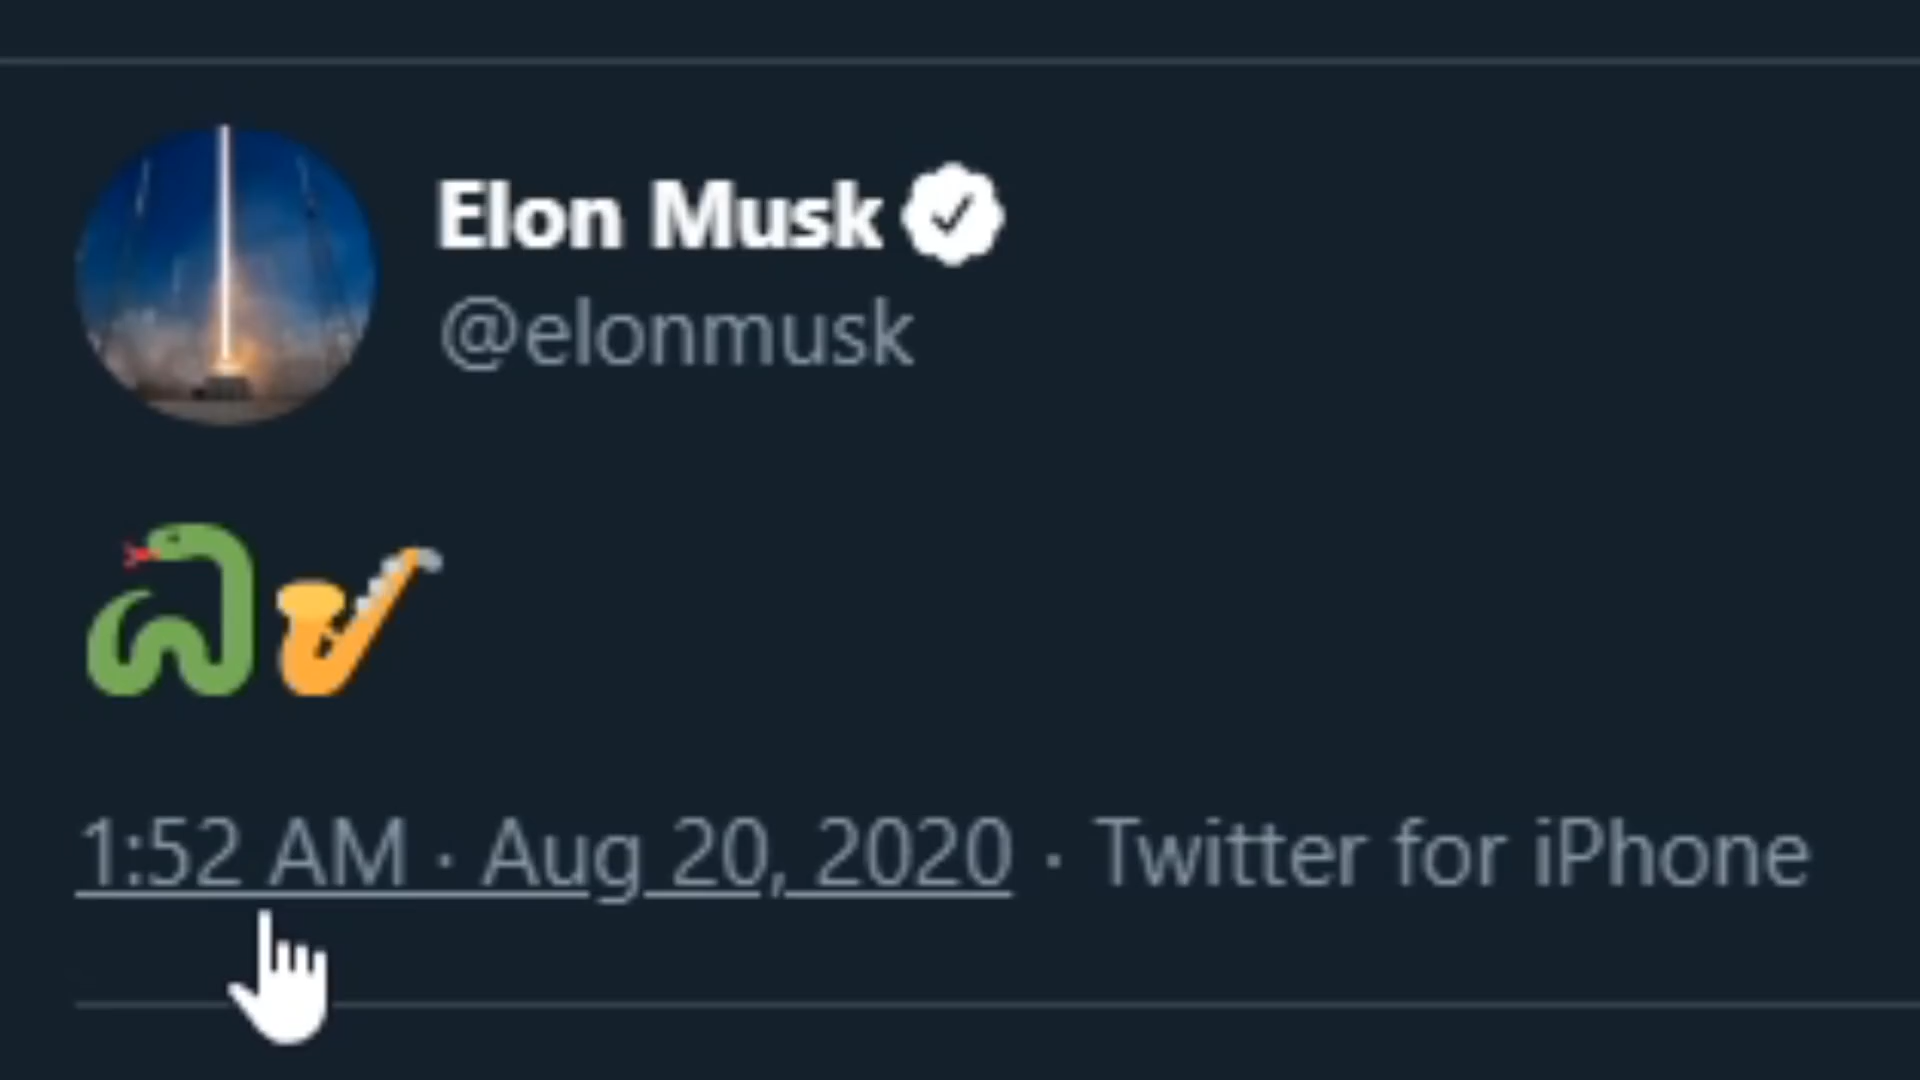 Elon Musk
@elonmusk
🐍🎷
1:52 AM · Aug 20, 2020 · Twitter for iPhone